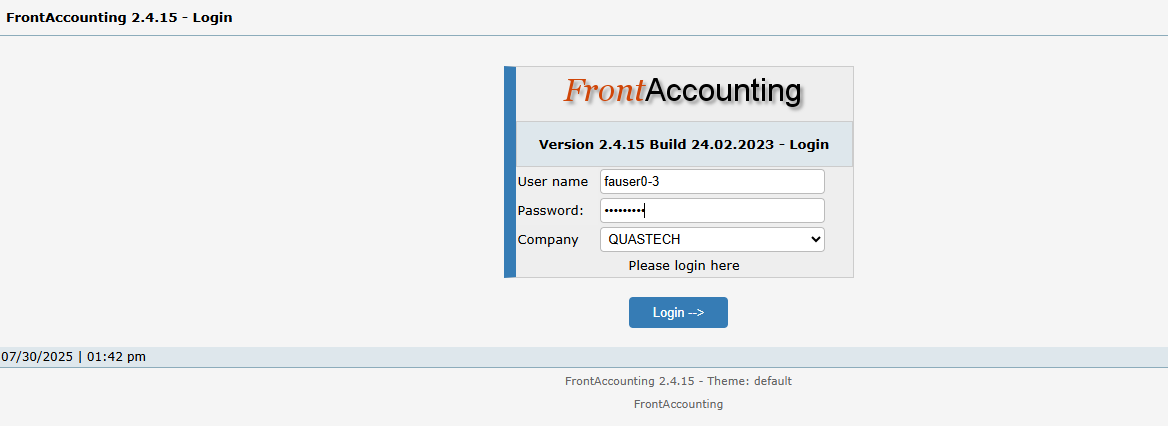 FrontAccounting 2.4.15 - Login
FrontAccounting
Version 2.4.15 Build 24.02.2023 - Login
User name fauser0-3
Password: •••••••••
Company QUASTECH
Please login here
Login -->
07/30/2025 | 01:42 pm
FrontAccounting 2.4.15 - Theme: default
FrontAccounting